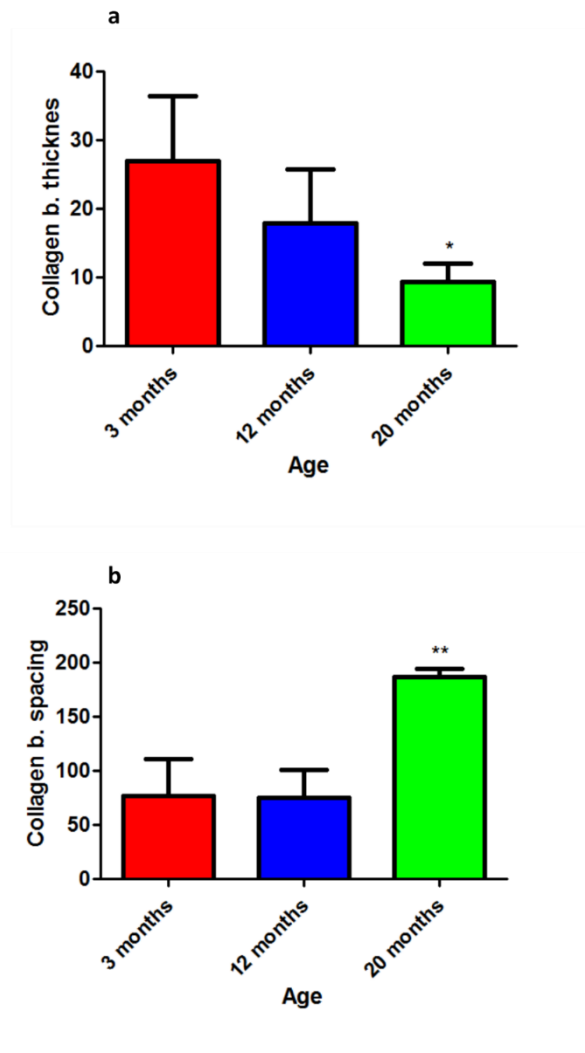 a
Collagen b. thicknes
40
30
20
10
0
*
3 months
12 months
20 months
Age
b
Collagen b. spacing
250
200
150
100
50
0
**
3 months
12 months
20 months
Age